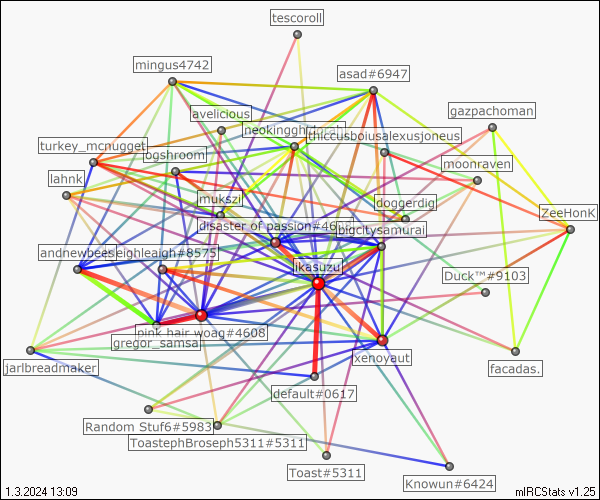 tescoroll
mingus4742
asad#6947
gazpachoman
avelicious
thiccusboiusalexusjoneus
turkey_mcnugget
ogshroom
moonraven
lahnk
mukszi
doggerdig
ZeeHonK
disaster of passion#46
bigcitysamurai
eighleaigh#8575
ikasuzu
Duck™#9103
pink hair woag#4608
gregor_samsa
xenoyaut
jarlbreadmaker
facadas.
default#0617
Random Stuf6#5983
ToastephBroseph5311#5311
Toast#5311
Knowun#6424
1.3.2024 13:09
mIRCStats v1.25